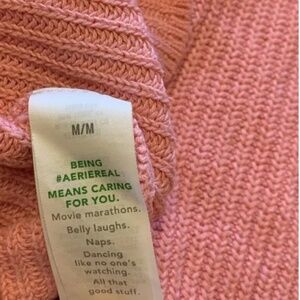 M/M
BEING
#AERIEREAL
MEANS CARING
FOR YOU.
Movie marathons.
Belly laughs.
Naps.
Dancing
like no one's
watching.
All that
good stuff.